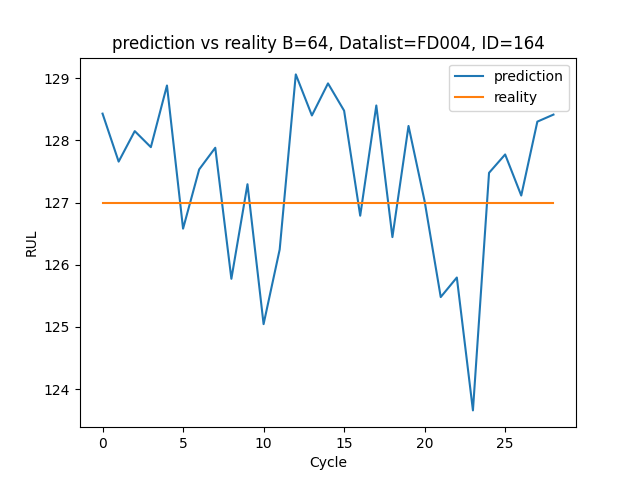 prediction vs reality B=64, Datalist=FD004, ID=164
prediction
reality
129
128
127
126
125
124
RUL
0 5 10 15 20 25
Cycle